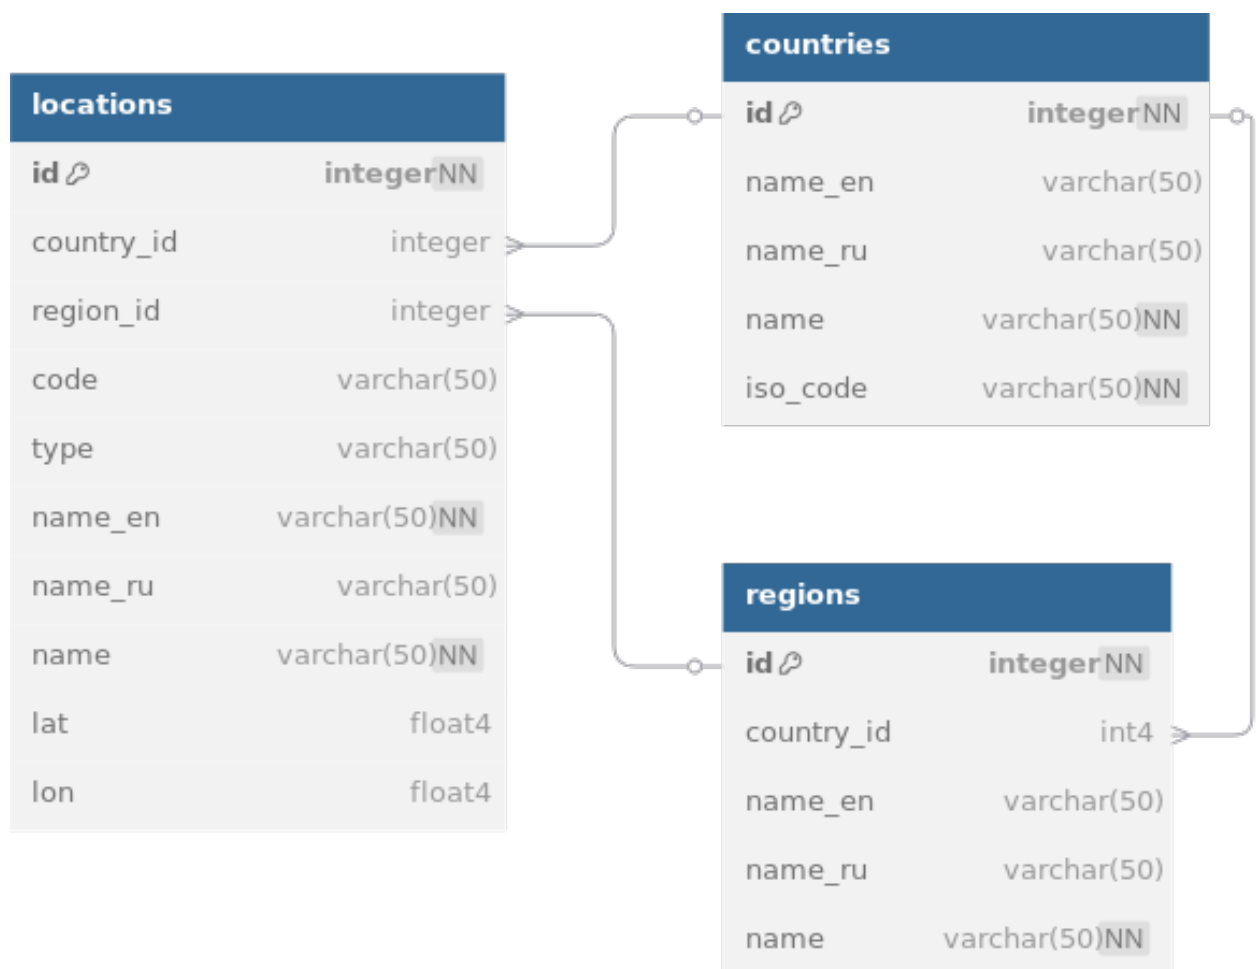 locations
id integer NN
country_id integer
region_id integer
code varchar(50)
type varchar(50)
name_en varchar(50) NN
name_ru varchar(50)
name varchar(50) NN
lat float4
lon float4
countries
id integer NN
name_en varchar(50)
name_ru varchar(50)
name varchar(50) NN
iso_code varchar(50) NN
regions
id integer NN
country_id int4
name_en varchar(50)
name_ru varchar(50)
name varchar(50) NN